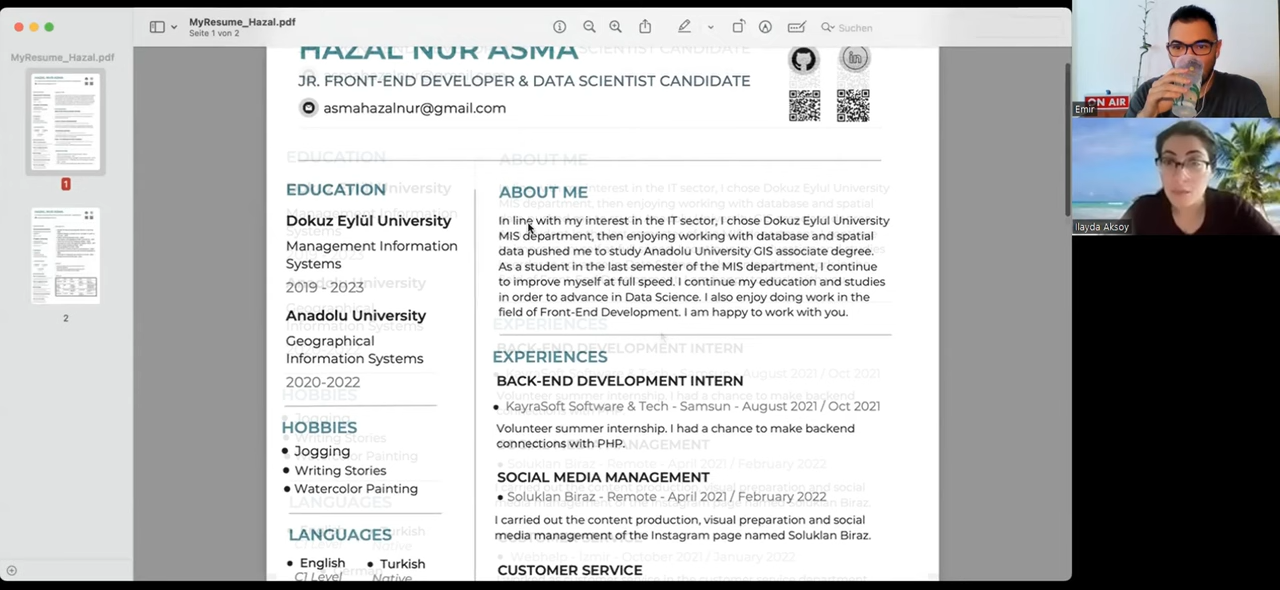 MyResume_Hazal.pdf
Seite 1 von 2
Suchen
MyResume_Hazal.pdf
1
2
HAZAL NUR ASMA
JR. FRONT-END DEVELOPER & DATA SCIENTIST CANDIDATE
asmahazalnur@gmail.com
in
EDUCATION
Dokuz Eylül University
Management Information
Systems
2019 - 2023
Anadolu University
Geographical
Information Systems
2020-2022
HOBBIES
• Jogging
• Writing Stories
• Watercolor Painting
LANGUAGES
• English
C1 Level
• Turkish
Native
ABOUT ME
In line with my interest in the IT sector, I chose Dokuz Eylul University
MIS department, then enjoying working with database and spatial
data pushed me to study Anadolu University GIS associate degree.
As a student in the last semester of the MIS department, I continue
to improve myself at full speed. I continue my education and studies
in order to advance in Data Science. I also enjoy doing work in the
field of Front-End Development. I am happy to work with you.
EXPERIENCES
BACK-END DEVELOPMENT INTERN
• KayraSoft Software & Tech - Samsun - August 2021 / Oct 2021
Volunteer summer internship. I had a chance to make backend
connections with PHP.
SOCIAL MEDIA MANAGEMENT
• Soluklan Biraz - Remote - April 2021 / February 2022
I carried out the content production, visual preparation and social
media management of the Instagram page named Soluklan Biraz.
CUSTOMER SERVICE
ON AIR
Emir
Ilayda Aksoy